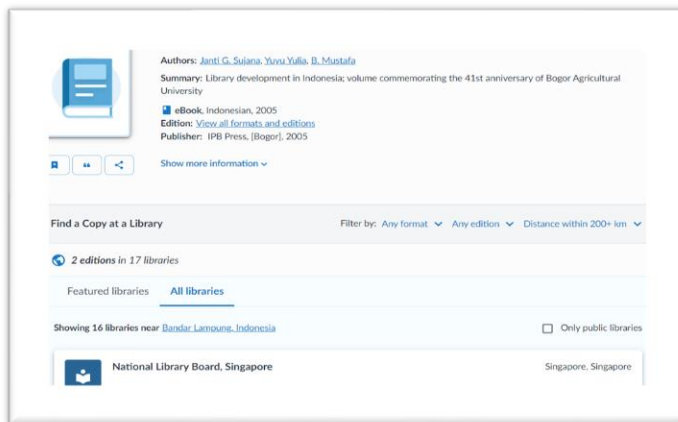 Authors: Janti G. Sujana, Yuyu Yulia, B. Mustafa
Summary: Library development in Indonesia; volume commemorating the 41st anniversary of Bogor Agricultural
University
eBook, Indonesian, 2005
Edition: View all formats and editions
Publisher: IPB Press, [Bogor], 2005
Show more information
Find a Copy at a Library
Filter by: Any format Any edition Distance within 200+ km
2 editions in 17 libraries
Featured libraries All libraries
Showing 16 libraries near Bandar Lampung, Indonesia
Only public libraries
National Library Board, Singapore
Singapore, Singapore